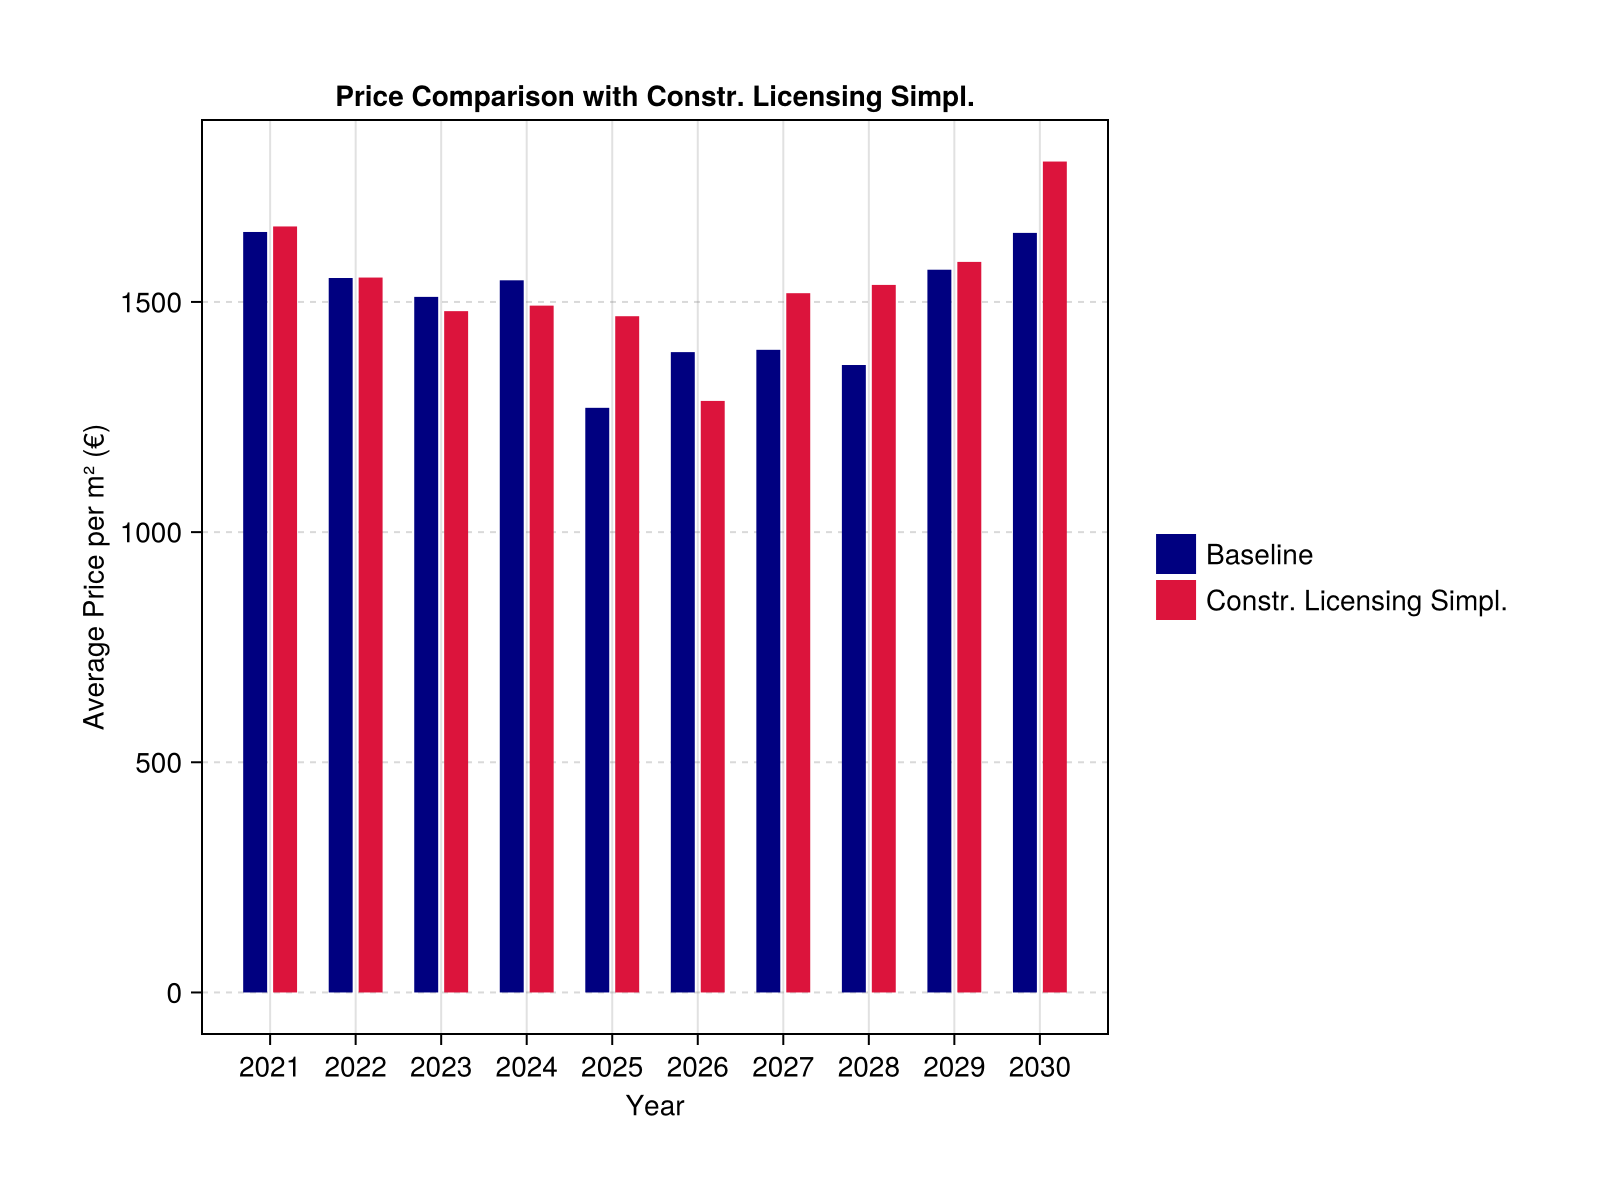 Price Comparison with Constr. Licensing Simpl.
Average Price per m² (€)
1500
1000
500
0
2021 2022 2023 2024 2025 2026 2027 2028 2029 2030
Year
Baseline
Constr. Licensing Simpl.